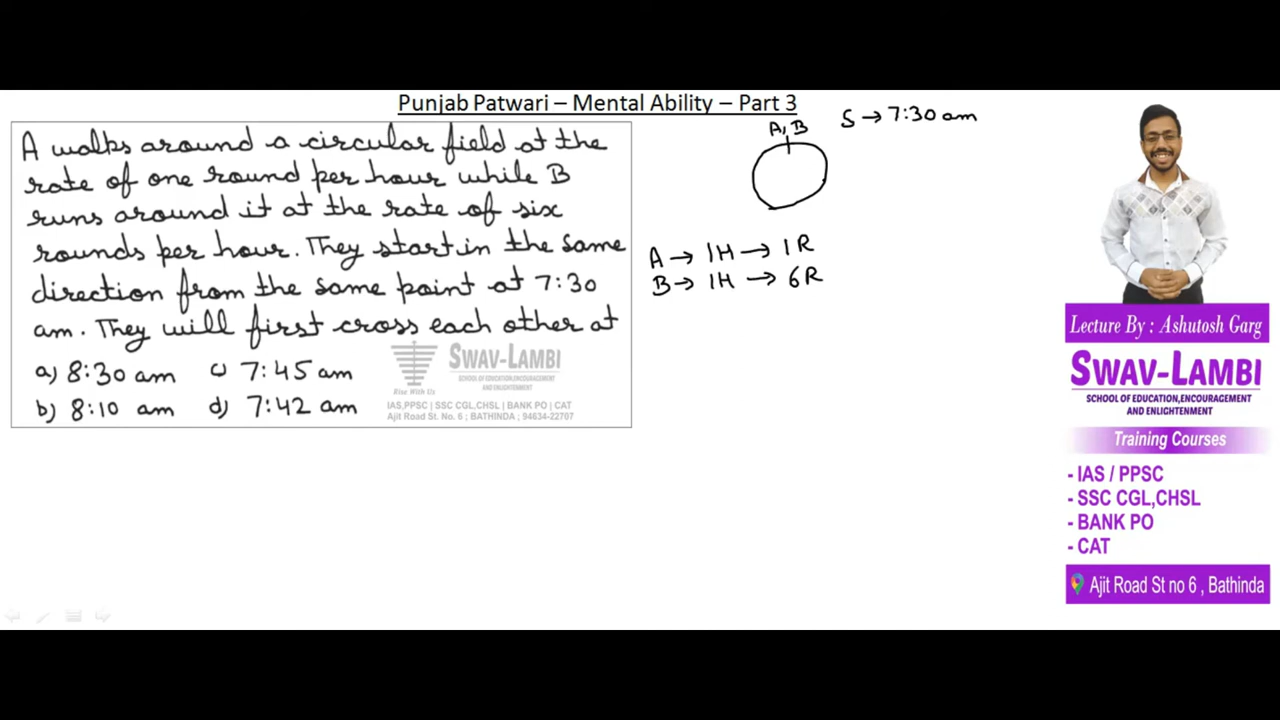 Punjab Patwari – Mental Ability – Part 3
A walks around a circular field at the
rate of one round per hour while B
runs around it at the rate of six
rounds per hour. They start in the same
direction from the same point at 7:30
am. They will first cross each other at
a) 8:30 am c) 7:45 am
b) 8:10 am d) 7:42 am
Rise With Us
SWAV-LAMBI
SCHOOL OF EDUCATION,ENCOURAGEMENT
AND ENLIGHTENMENT
IAS,PPSC | SSC CGL,CHSL | BANK PO | CAT
Ajit Road St. No. 6 ; BATHINDA ; 94634-22707
A, B
S → 7:30 am
A → 1H → 1R
B → 1H → 6R
Lecture By : Ashutosh Garg
SWAV-LAMBI
SCHOOL OF EDUCATION,ENCOURAGEMENT
AND ENLIGHTENMENT
Training Courses
- IAS / PPSC
- SSC CGL,CHSL
- BANK PO
- CAT
Ajit Road St no 6 , Bathinda